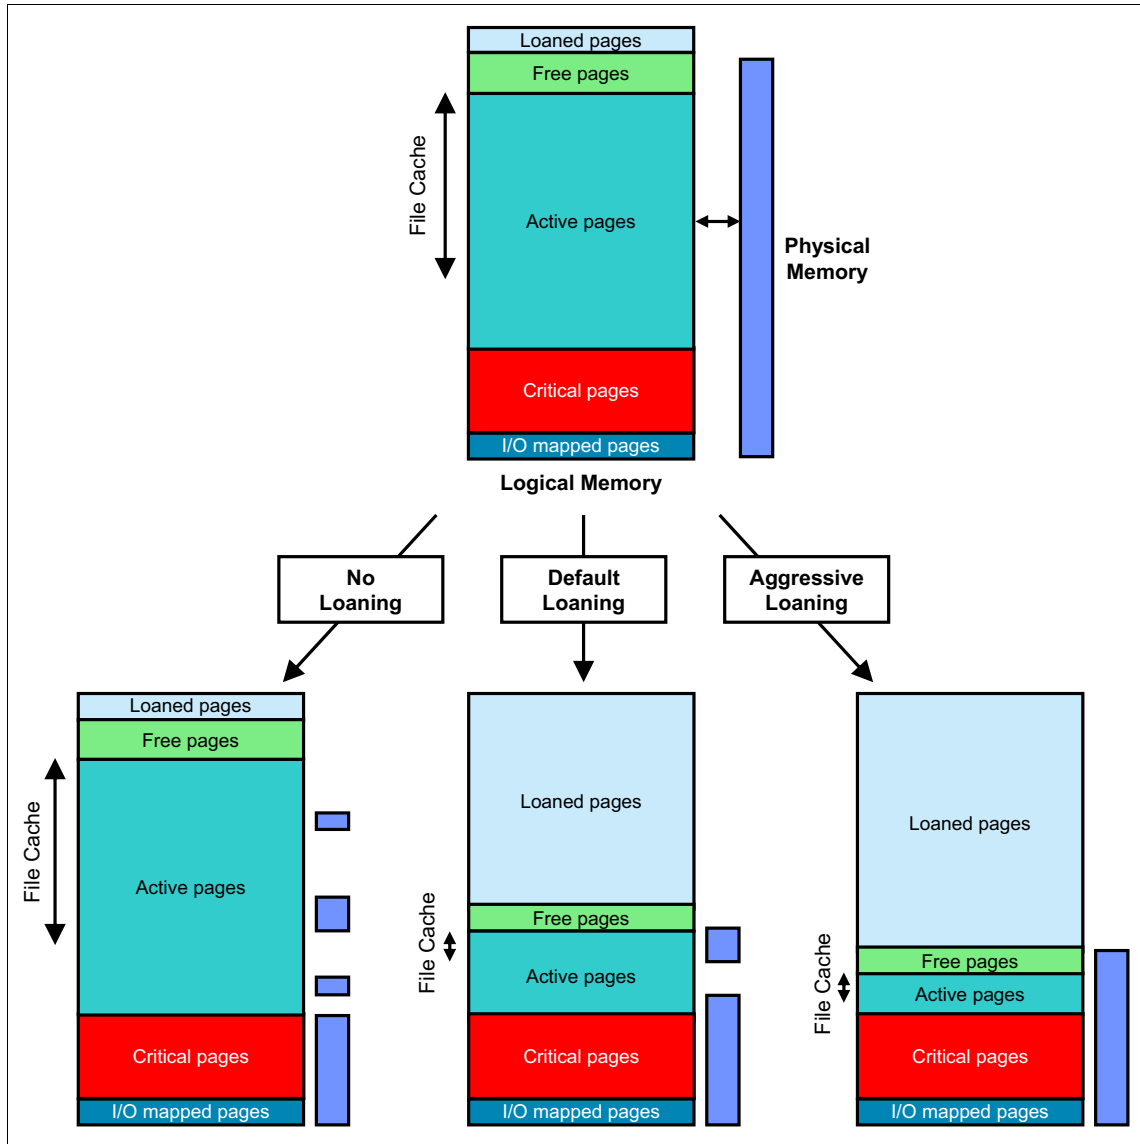 Loaned pages
Free pages
File Cache
Active pages
Physical
Memory
Critical pages
I/O mapped pages
Logical Memory
No
Loaning
Default
Loaning
Aggressive
Loaning
Loaned pages
Free pages
File Cache
Active pages
Critical pages
I/O mapped pages
Loaned pages
Free pages
File Cache
Active pages
Critical pages
I/O mapped pages
Loaned pages
Free pages
File Cache
Active pages
Critical pages
I/O mapped pages